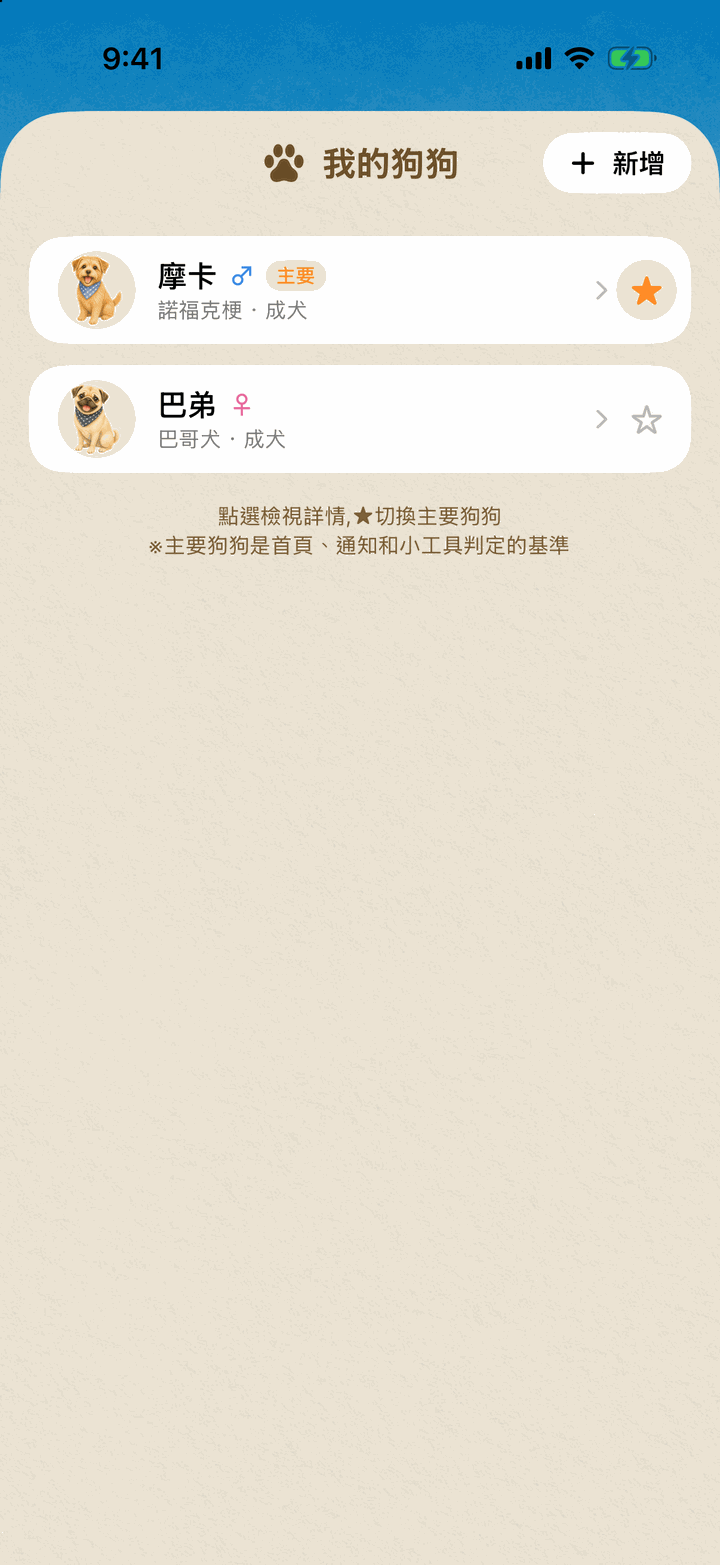 9:41
我的狗狗
+ 新增
摩卡 ♂ 主要
諾福克梗 · 成犬
巴弟 ♀
巴哥犬 · 成犬
點選檢視詳情,★切換主要狗狗
※主要狗狗是首頁、通知和小工具判定的基準